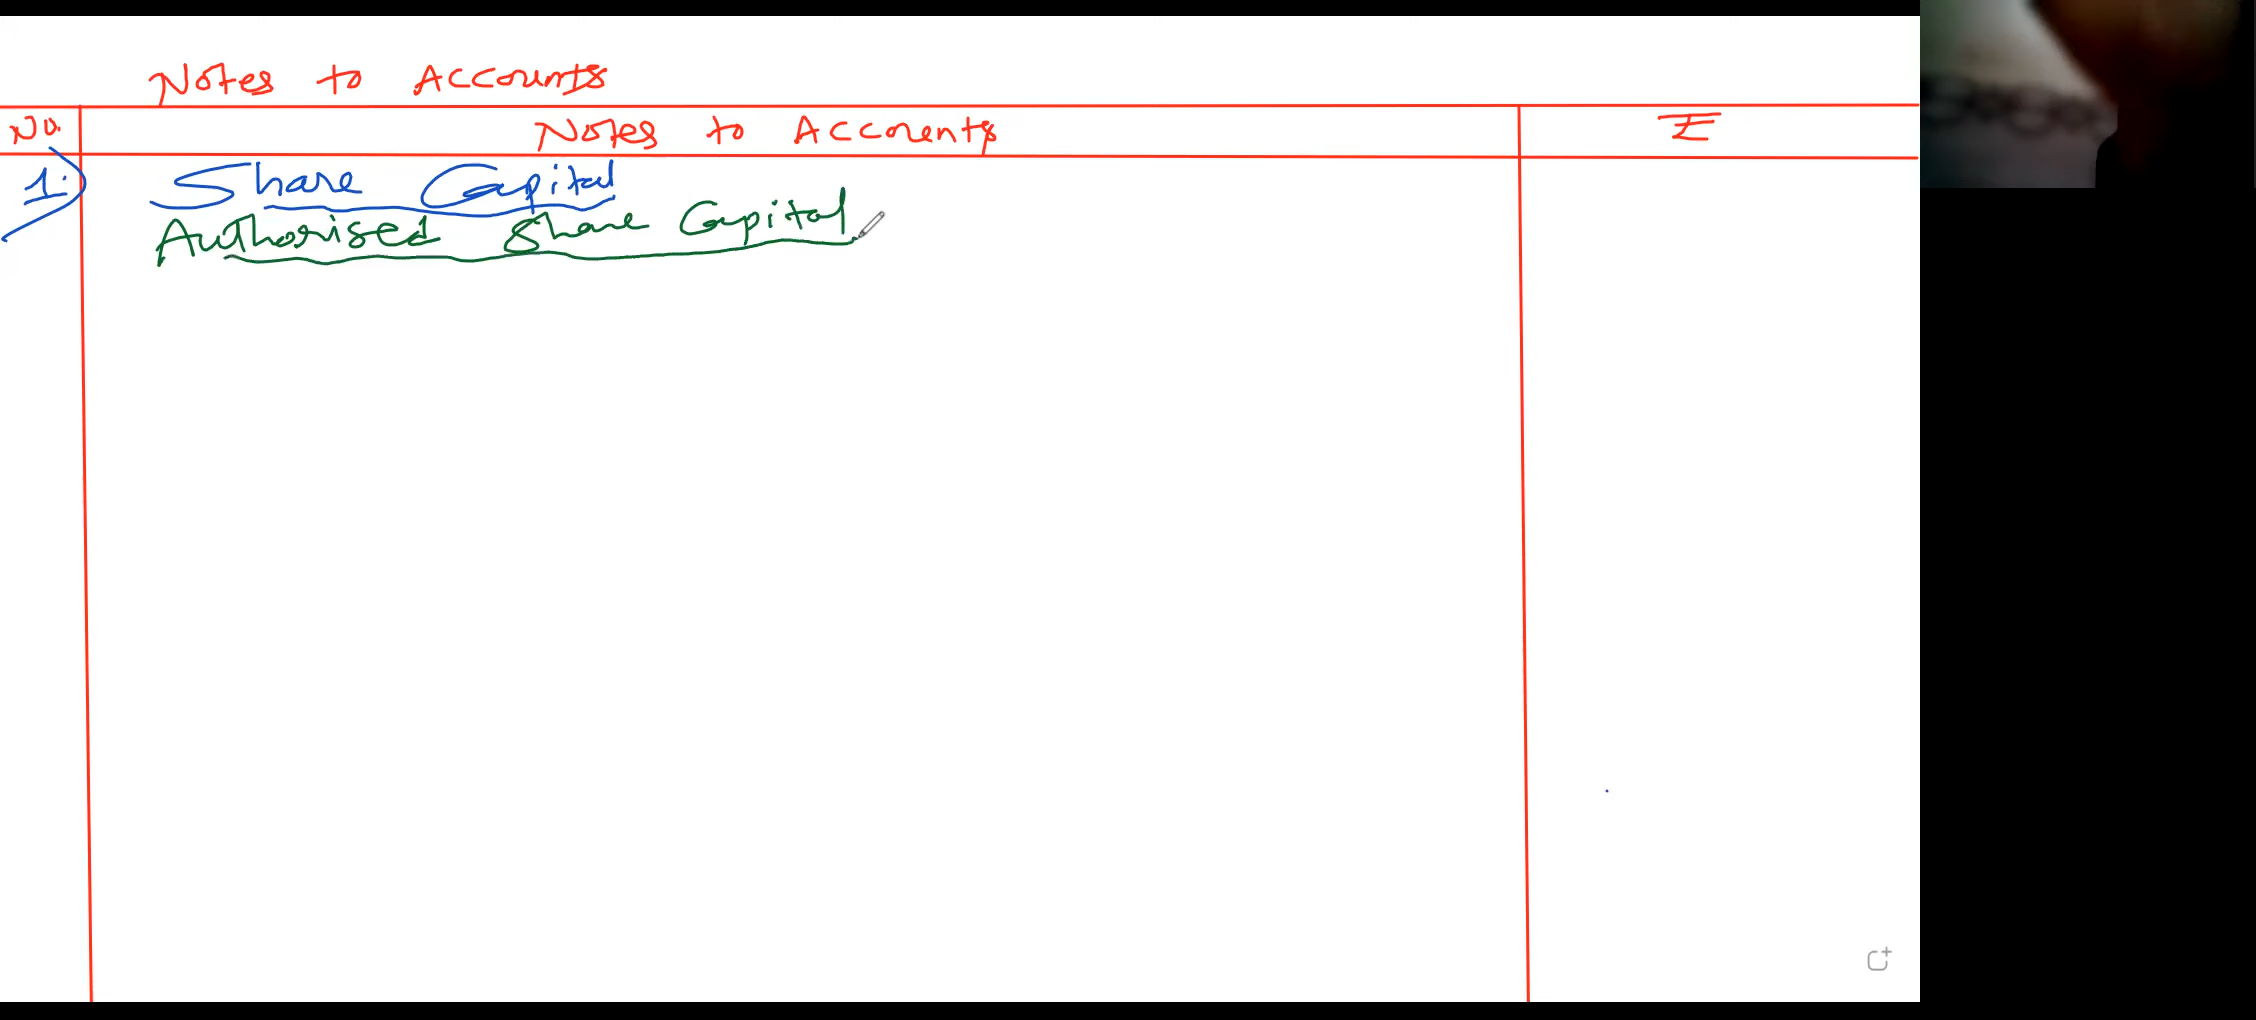 Notes to Accounts
No. Notes to Accounts ₹
1. Share Capital
Authorised Share Capital